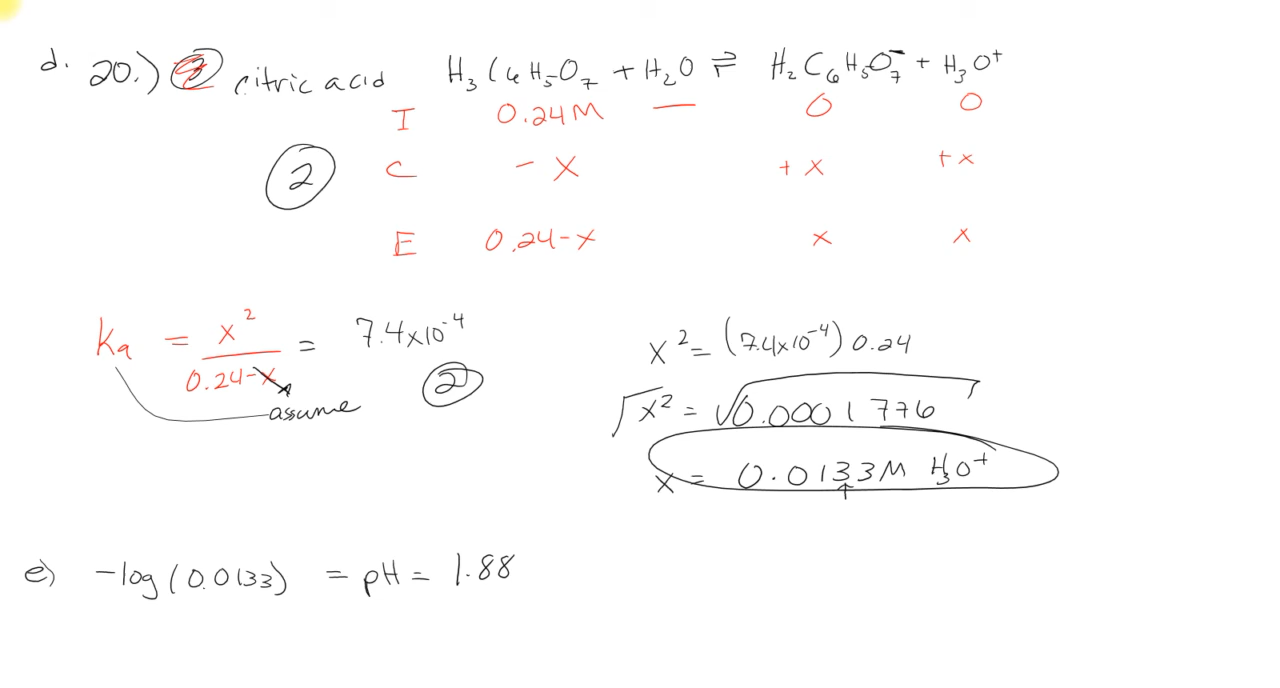 d. 20.) 2 citric acid H₃C₆H₅O₇ + H₂O ⇌ H₂C₆H₅O₇⁻ + H₃O⁺
I 0.24M — 0 0
2 C - x + x + x
E 0.24-x x x
Ka = x² / 0.24-x = 7.4x10⁻⁴
2
assume
x² = (7.4x10⁻⁴) 0.24
√x² = √0.0001776
x = 0.0133M H₃O⁺
e) -log(0.0133) = pH = 1.88